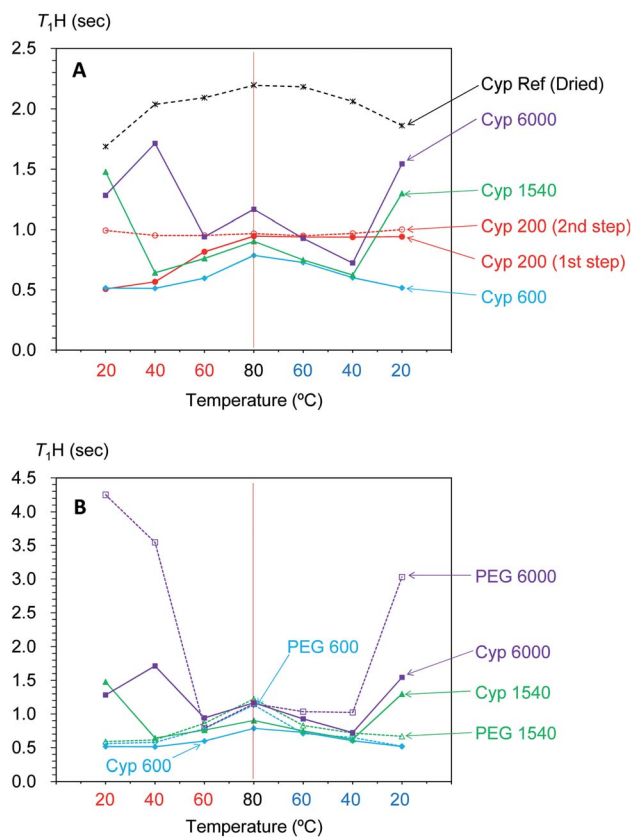 T₁H (sec)
A
2.5
2.0
1.5
1.0
0.5
0.0
20 40 60 80 60 40 20
Temperature (ºC)
Cyp Ref (Dried)
Cyp 6000
Cyp 1540
Cyp 200 (2nd step)
Cyp 200 (1st step)
Cyp 600
T₁H (sec)
B
4.5
4.0
3.5
3.0
2.5
2.0
1.5
1.0
0.5
0.0
PEG 6000
PEG 600
Cyp 6000
Cyp 1540
PEG 1540
Cyp 600
20 40 60 80 60 40 20
Temperature (ºC)